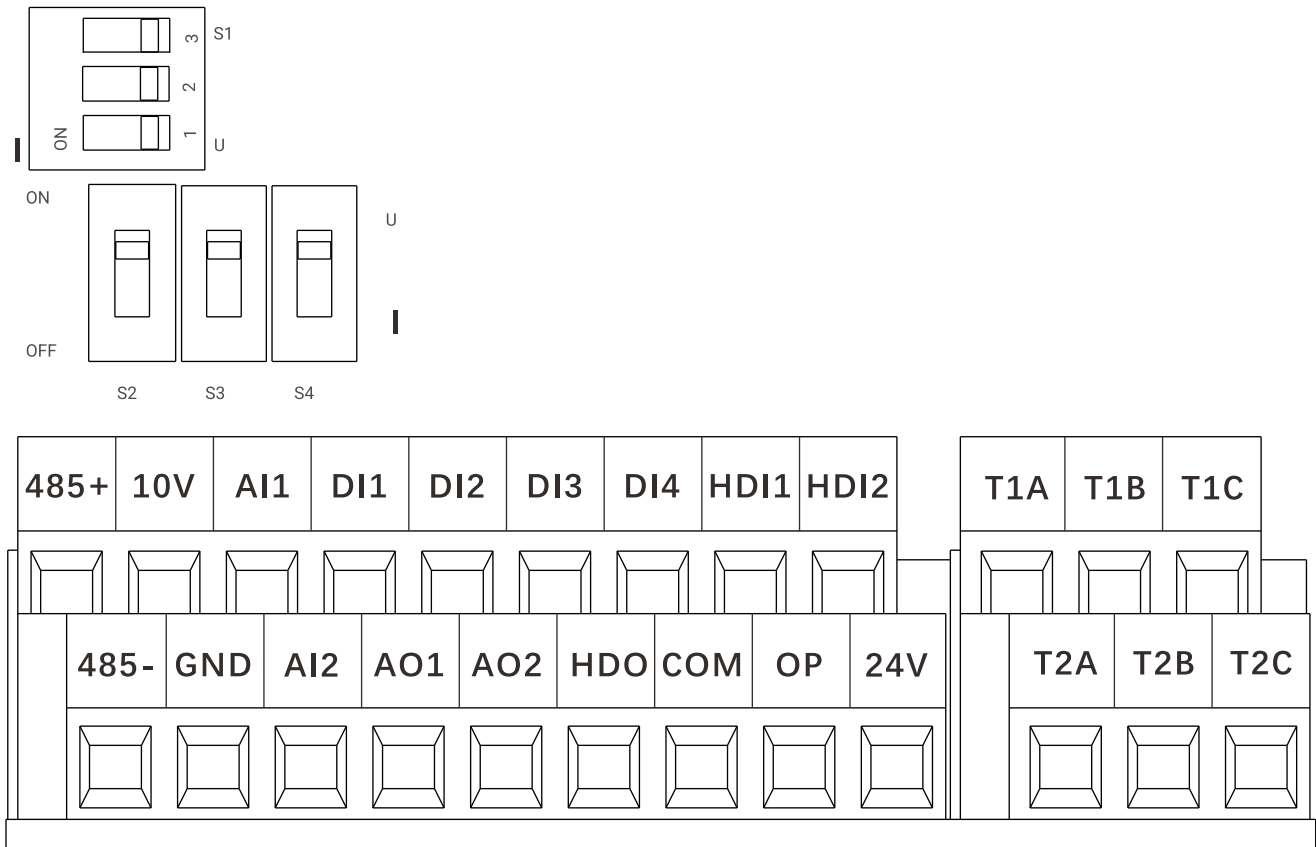 3 S1
2
ON 1 U
I
ON
U
I
OFF
S2 S3 S4
485+ 10V AI1 DI1 DI2 DI3 DI4 HDI1 HDI2 T1A T1B T1C
485- GND AI2 AO1 AO2 HDO COM OP 24V T2A T2B T2C